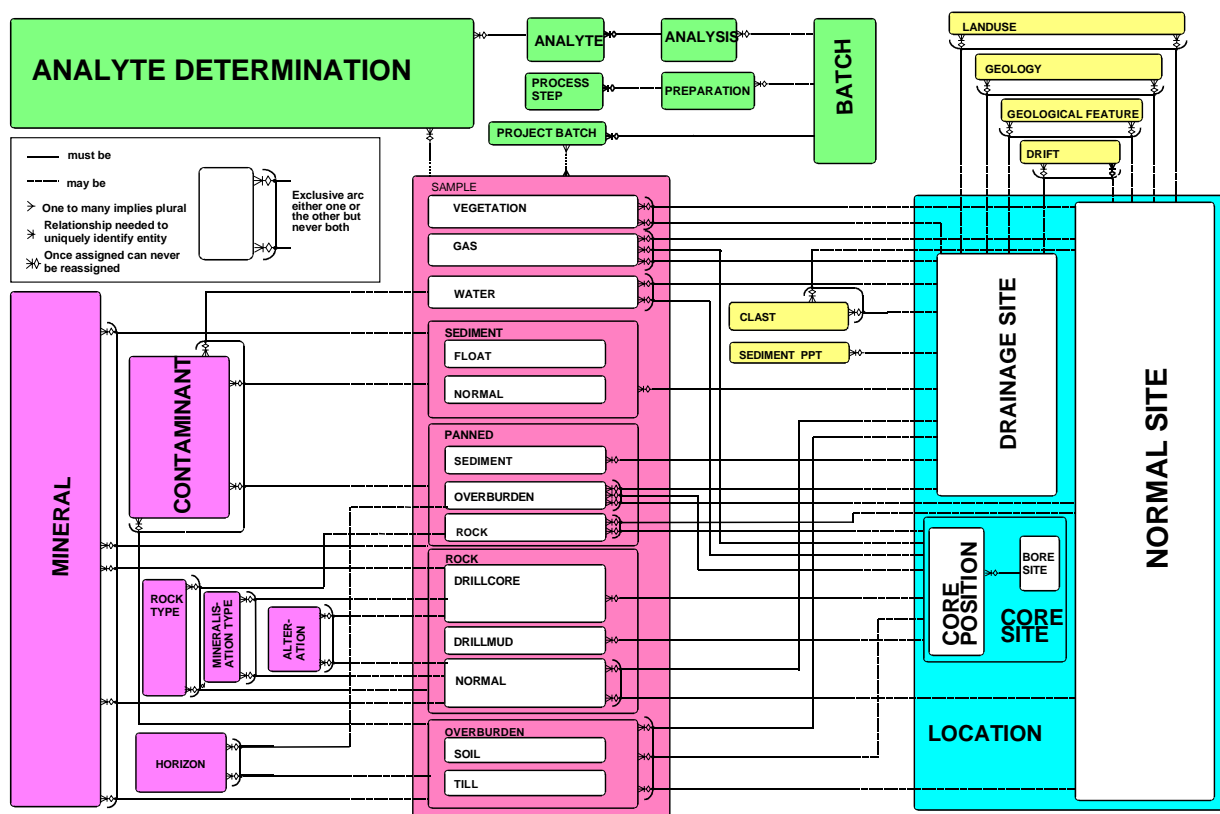 ANALYTE DETERMINATION
ANALYTE
ANALYSIS
PROCESS
STEP
PREPARATION
PROJECT BATCH
BATCH
LANDUSE
GEOLOGY
GEOLOGICAL FEATURE
DRIFT
must be
may be
One to many implies plural
Relationship needed to
uniquely identify entity
Once assigned can never
be reassigned
Exclusive arc
either one or
the other but
never both
SAMPLE
VEGETATION
GAS
WATER
SEDIMENT
FLOAT
NORMAL
PANNED
SEDIMENT
OVERBURDEN
ROCK
ROCK
DRILLCORE
DRILLMUD
NORMAL
OVERBURDEN
SOIL
TILL
MINERAL
CONTAMINANT
ROCK
TYPE
MINERALIS-
ATION TYPE
ALTER-
ATION
HORIZON
CLAST
SEDIMENT PPT
DRAINAGE SITE
NORMAL SITE
CORE
POSITION
BORE
SITE
CORE
SITE
LOCATION